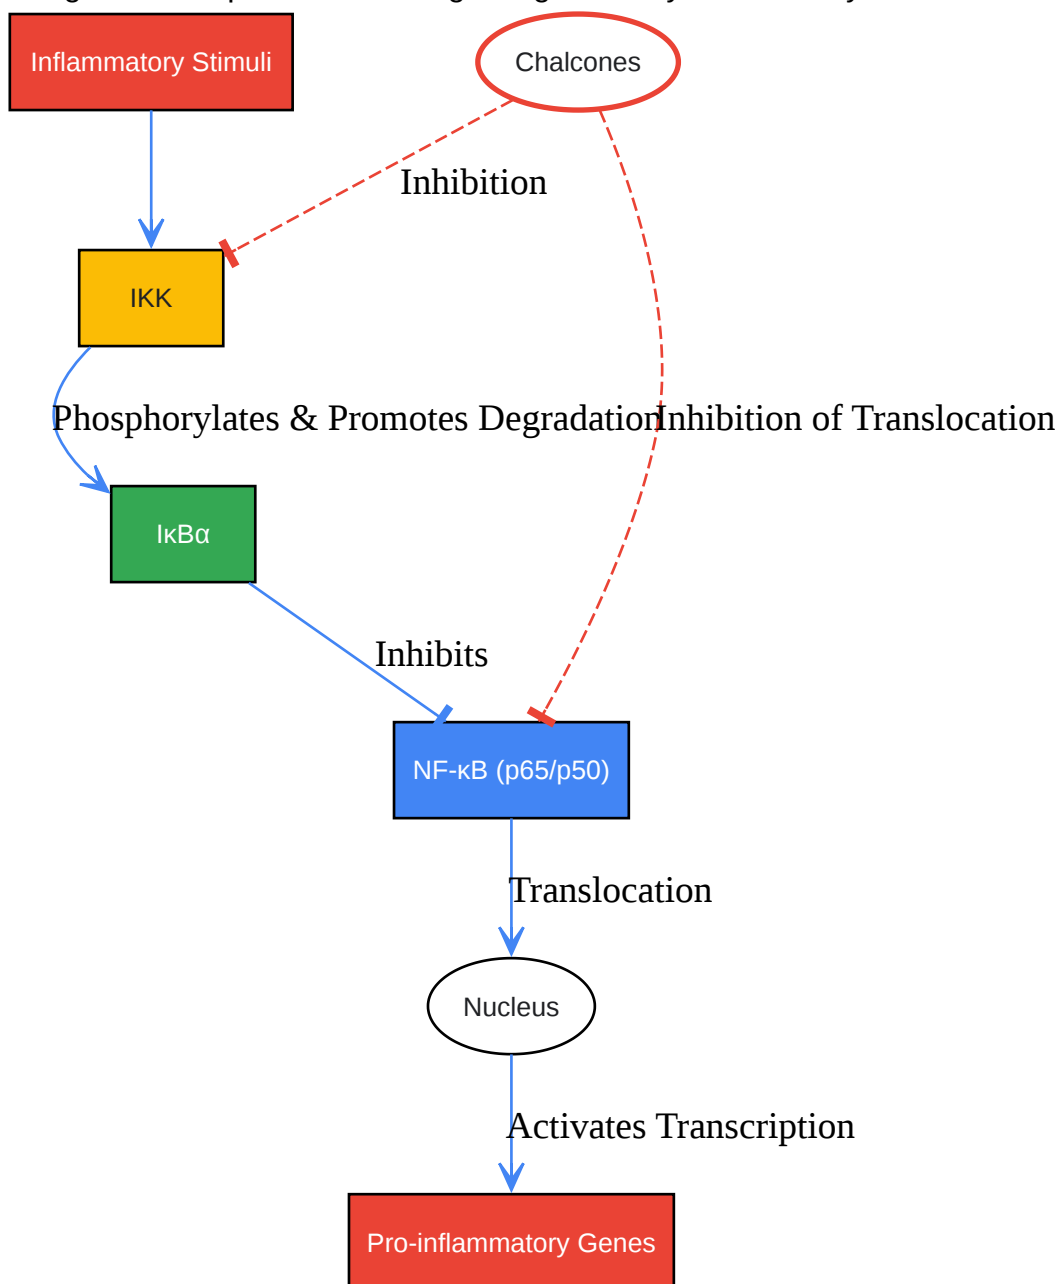 Inflammatory Stimuli
Chalcones
Inhibition
IKK
Phosphorylates & Promotes Degradation
Inhibition of Translocation
IκBα
Inhibits
NF-κB (p65/p50)
Translocation
Nucleus
Activates Transcription
Pro-inflammatory Genes